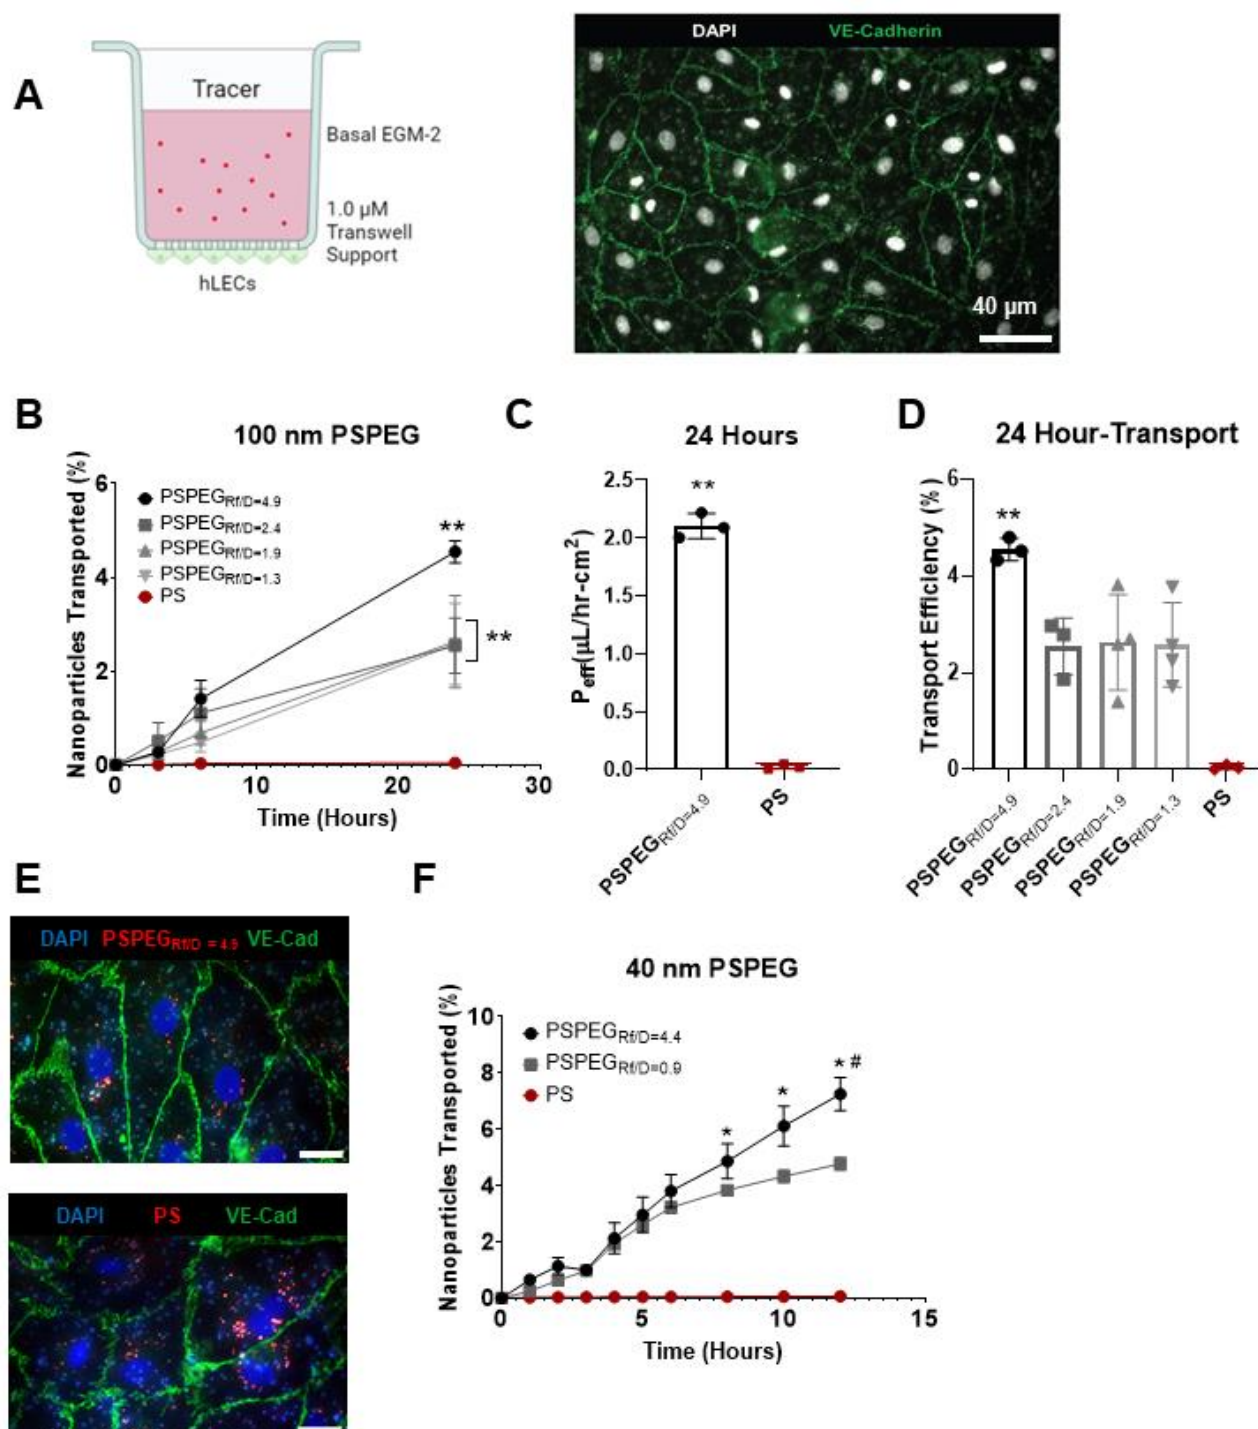 A
Tracer
Basal EGM-2
1.0 µM
Transwell
Support
hLECs
DAPI VE-Cadherin
40 µm
B
100 nm PSPEG
Nanoparticles Transported (%)
6
4
2
0
PSPEGRf/D=4.9
PSPEGRf/D=2.4
PSPEGRf/D=1.9
PSPEGRf/D=1.3
PS
**
**
0 10 20 30
Time (Hours)
C
24 Hours
Peff(µL/hr-cm²)
2.5
2.0
1.5
1.0
0.5
0.0
**
PSPEGRf/D=4.9
PS
D
24 Hour-Transport
Transport Efficiency (%)
6
4
2
0
**
PSPEGRf/D=4.9
PSPEGRf/D=2.4
PSPEGRf/D=1.9
PSPEGRf/D=1.3
PS
E
DAPI PSPEGRf/D = 4.9 VE-Cad
DAPI PS VE-Cad
F
40 nm PSPEG
Nanoparticles Transported (%)
10
8
6
4
2
0
PSPEGRf/D=4.4
PSPEGRf/D=0.9
PS
* * * #
0 5 10 15
Time (Hours)